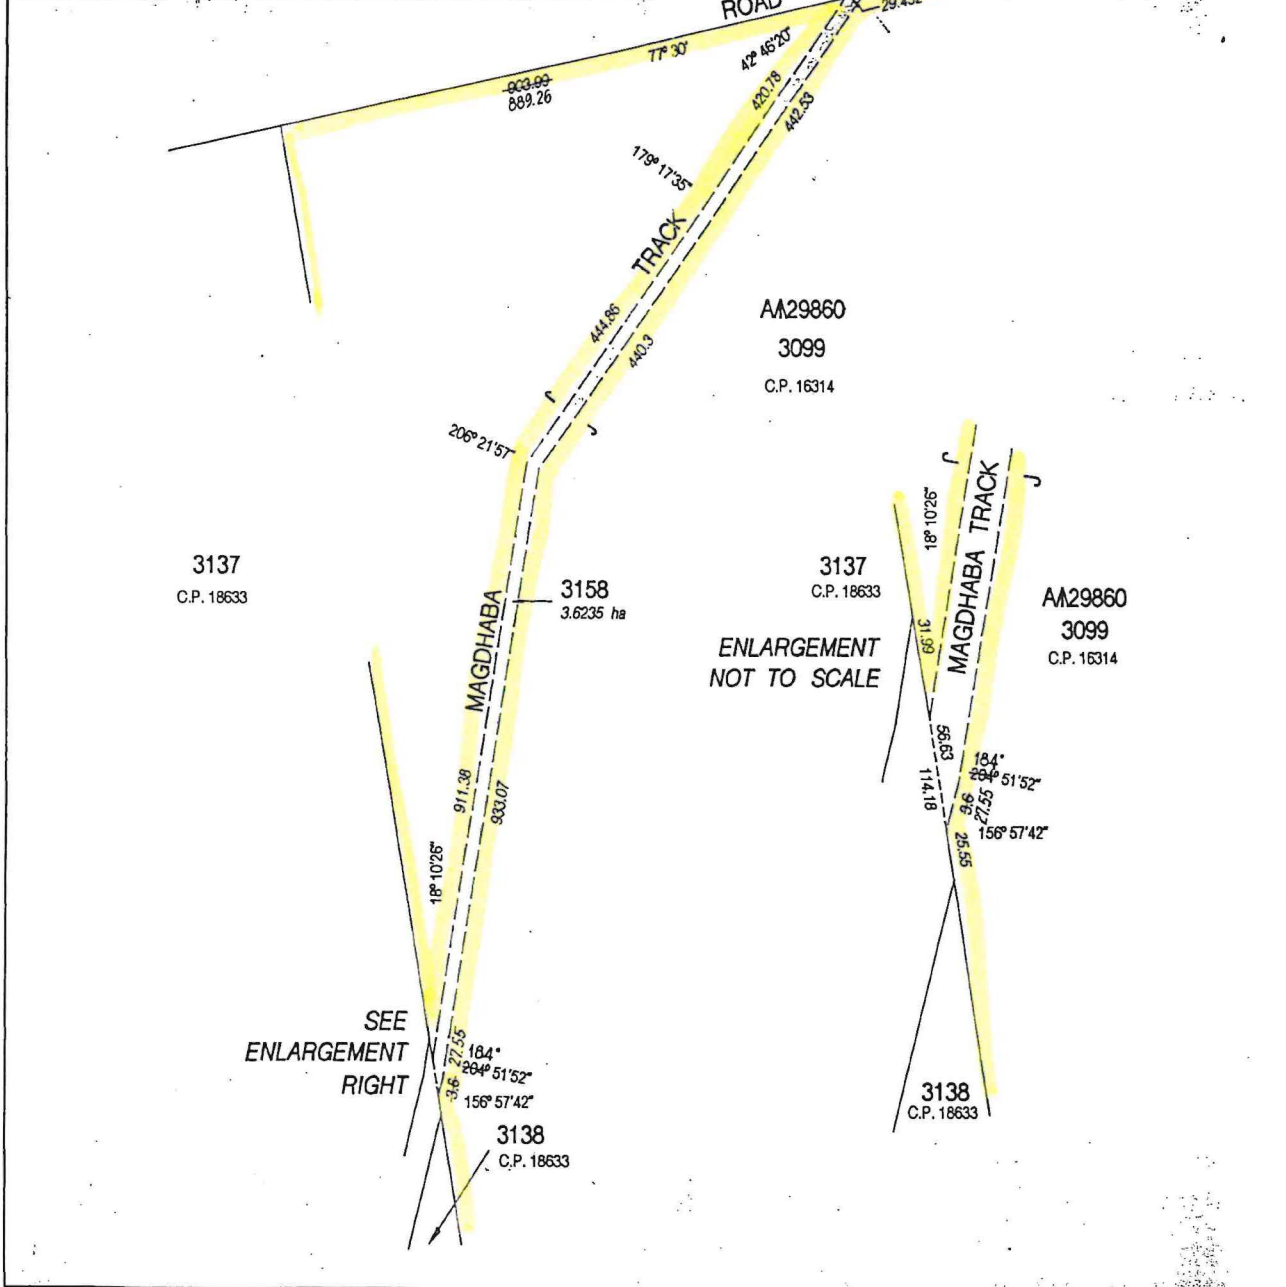 ROAD
29.452
77° 30'
42° 46'20"
903.99
889.26
420.78
442.53
179° 17'35"
TRACK
444.86
440.3
AA29860
3099
C.P. 16314
206° 21'57"
3137
C.P. 18633
3158
3.6235 ha
MAGDHABA
911.38
933.07
18° 10'26"
SEE
ENLARGEMENT
RIGHT
27.55
3.6
184°
204° 51'52"
156° 57'42"
3138
C.P. 18633
18° 10'26"
MAGDHABA TRACK
3137
C.P. 18633
31.99
ENLARGEMENT
NOT TO SCALE
AA29860
3099
C.P. 16314
56.63
114.18
184°
204° 51'52"
3.6
27.55
156° 57'42"
25.55
3138
C.P. 18633